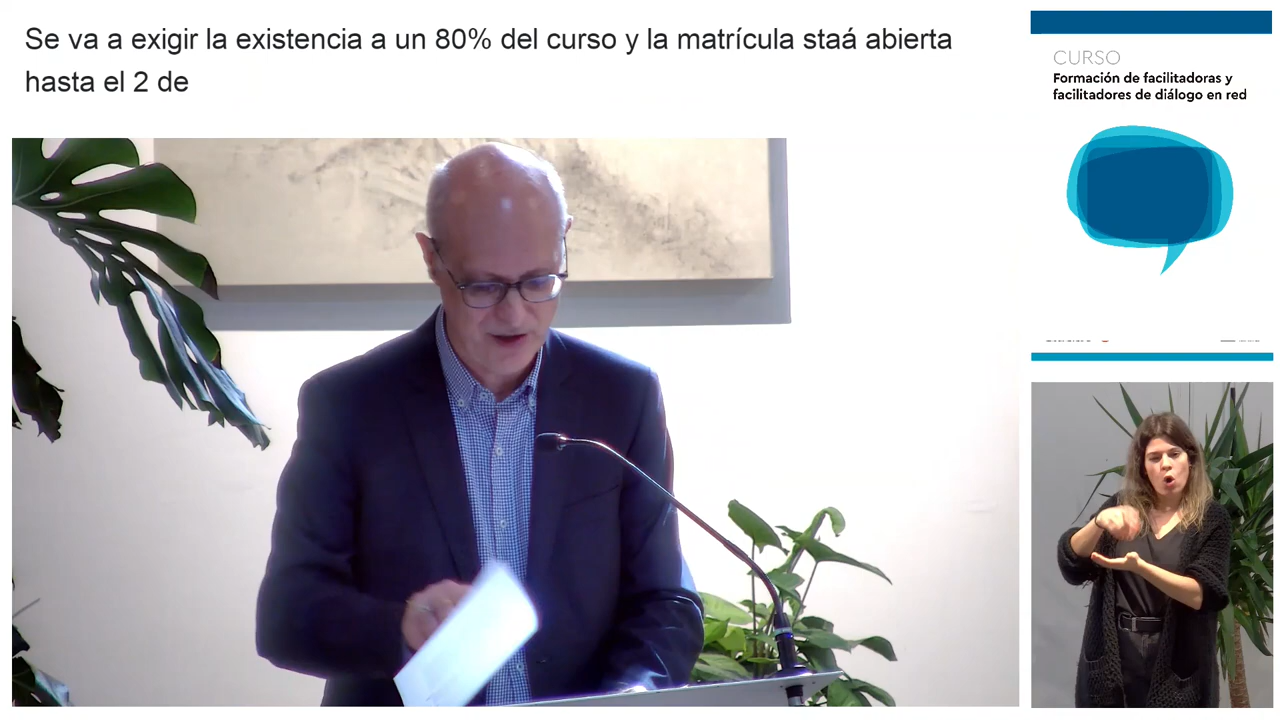 Se va a exigir la existencia a un 80% del curso y la matrícula staá abierta
hasta el 2 de
CURSO
Formación de facilitadoras y
facilitadores de diálogo en red